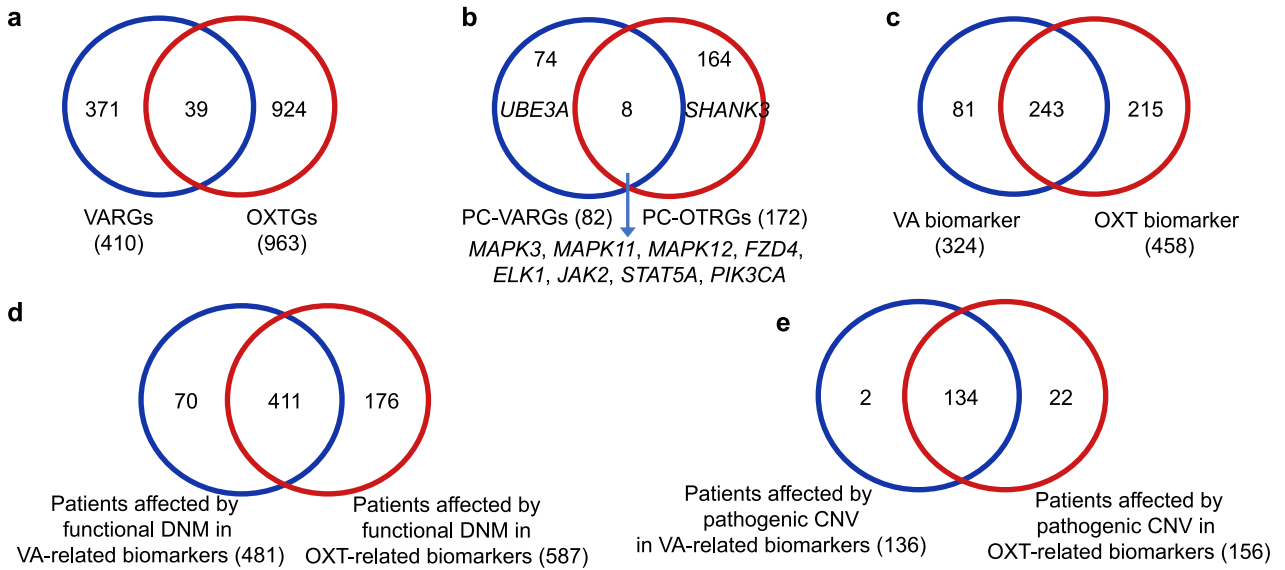 a
371
39
924
VARGs
(410)
OXTGs
(963)
b
74
164
UBE3A
8
SHANK3
PC-VARGs (82)
PC-OTRGs (172)
MAPK3, MAPK11, MAPK12, FZD4,
ELK1, JAK2, STAT5A, PIK3CA
c
81
243
215
VA biomarker
(324)
OXT biomarker
(458)
d
70
411
176
Patients affected by
functional DNM in
VA-related biomarkers (481)
Patients affected by
functional DNM in
OXT-related biomarkers (587)
e
2
134
22
Patients affected by
pathogenic CNV
in VA-related biomarkers (136)
Patients affected by
pathogenic CNV in
OXT-related biomarkers (156)